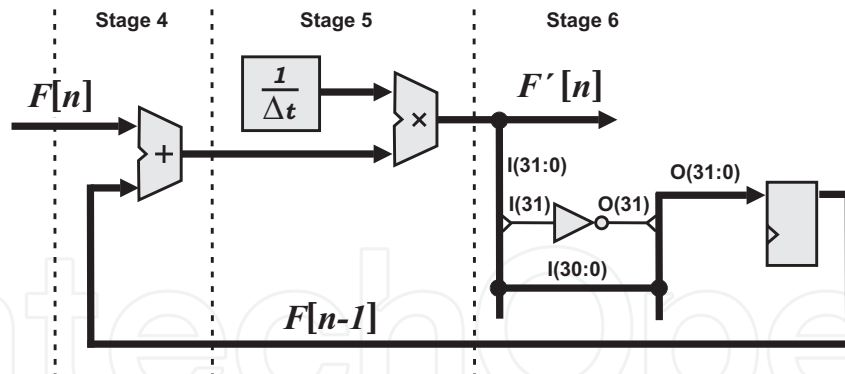 Stage 4
Stage 5
Stage 6
F[n]
1
Δt
F´[n]
×
+
I(31:0)
O(31:0)
I(31)
O(31)
I(30:0)
F[n-1]